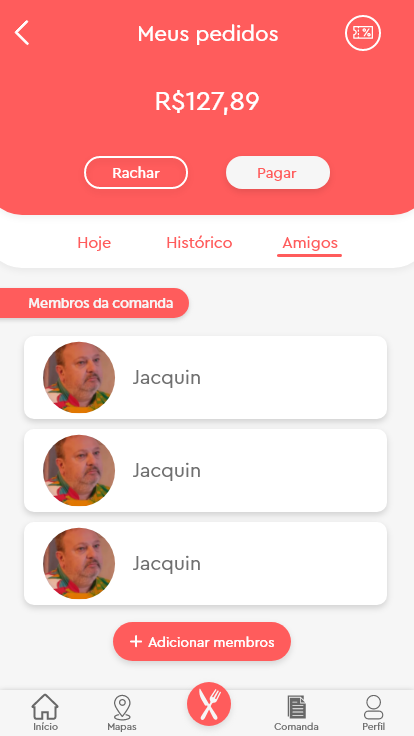 Meus pedidos
%
R$127,89
Rachar Pagar
Hoje Histórico Amigos
Membros da comanda
Jacquin
Jacquin
Jacquin
+ Adicionar membros
Início Mapas Comanda Perfil